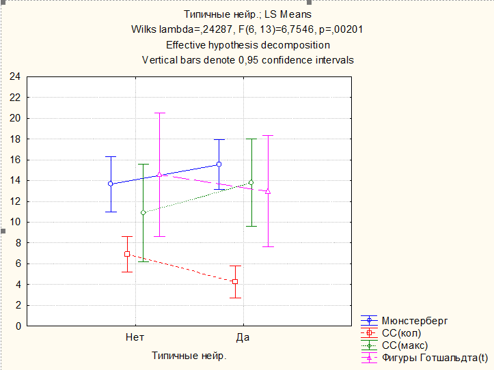 Типичные нейр.; LS Means
Wilks lambda=,24287, F(6, 13)=6,7546, p=,00201
Effective hypothesis decomposition
Vertical bars denote 0,95 confidence intervals
24
22
20
18
16
14
12
10
8
6
4
2
0
Нет Да
Типичные нейр.
Мюнстерберг
СС(кол)
СС(макс)
Фигуры Готшальдта(t)